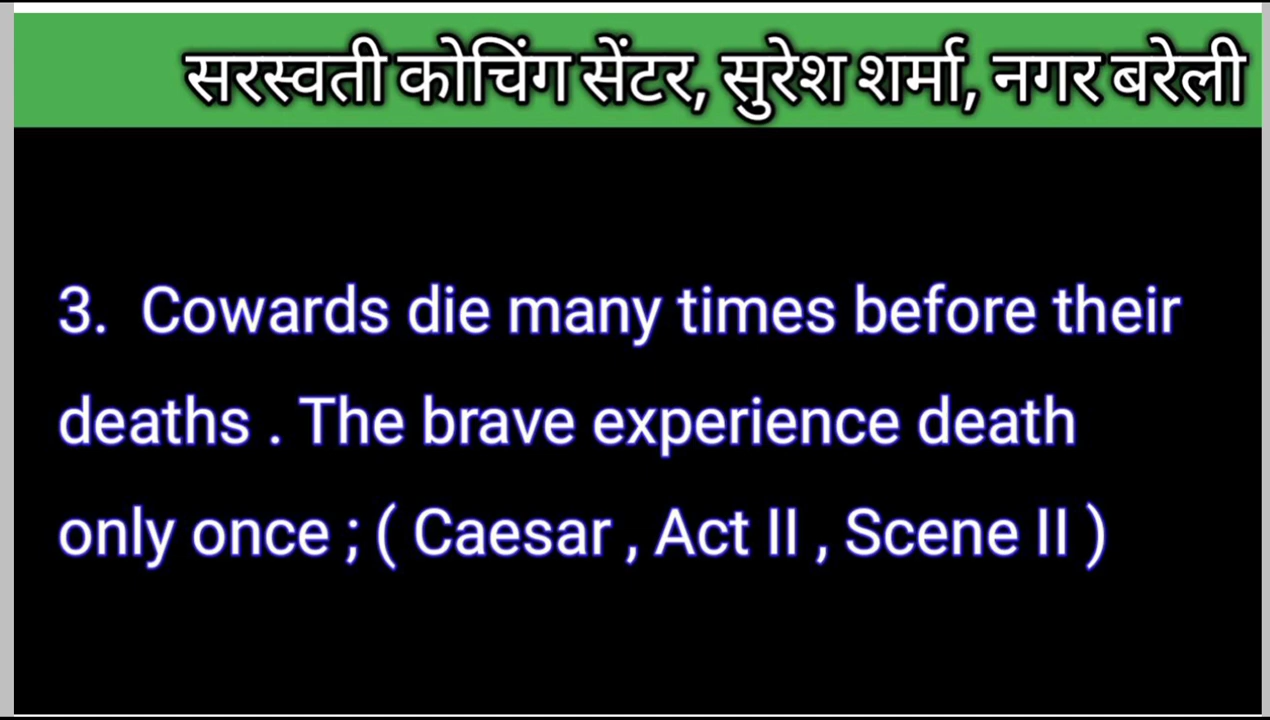 सरस्वती कोचिंग सेंटर, सुरेश शर्मा, नगर बरेली
3. Cowards die many times before their
deaths . The brave experience death
only once ; ( Caesar , Act II , Scene II )